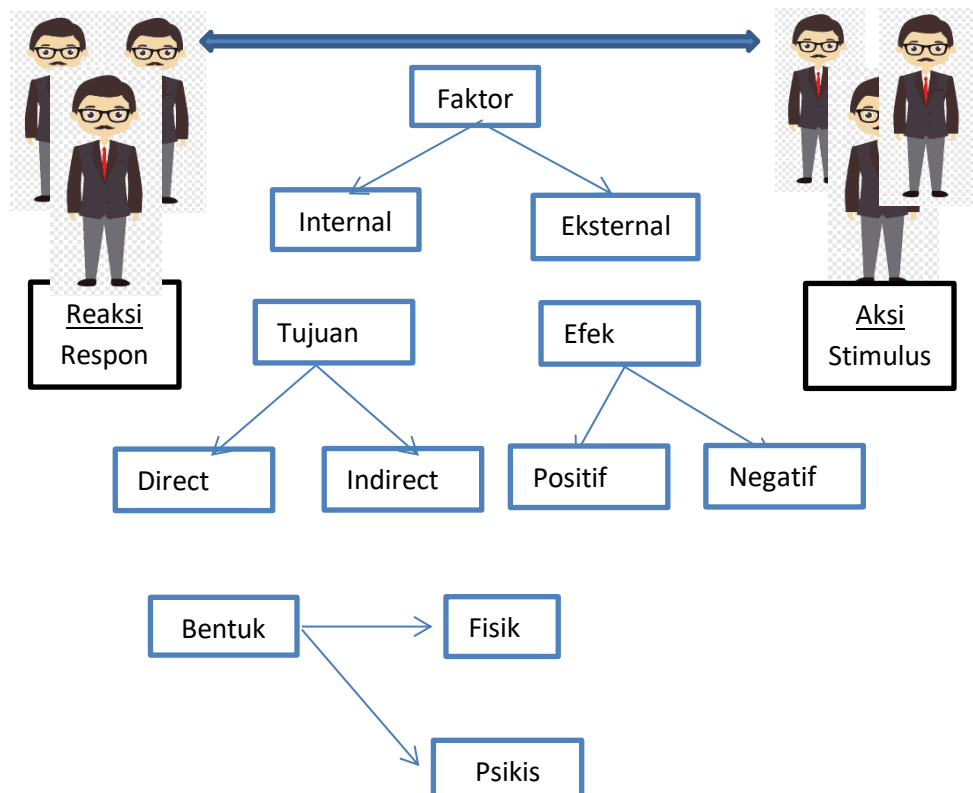 Faktor
Internal
Eksternal
Reaksi
Respon
Tujuan
Efek
Aksi
Stimulus
Direct
Indirect
Positif
Negatif
Bentuk
Fisik
Psikis